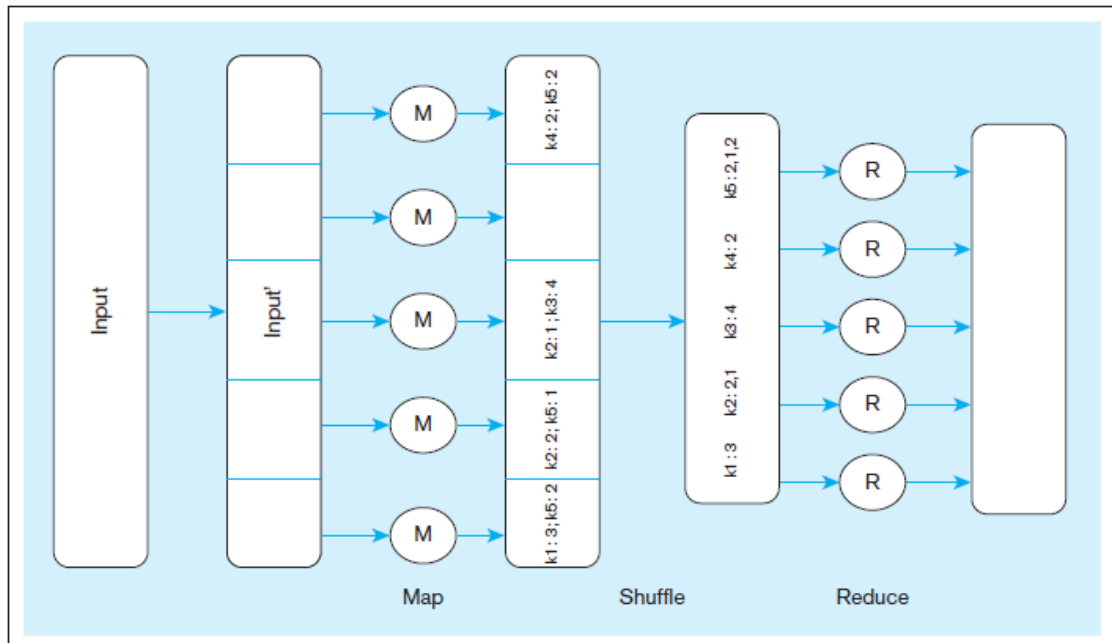 Input
Input'
M
M
M
M
M
k4: 2; k5: 2
k2: 1; k3: 4
k2: 2; k5: 1
k1: 3; k5: 2
k5: 2,1,2
k4: 2
k3: 4
k2: 2,1
k1: 3
R
R
R
R
R
Map
Shuffle
Reduce